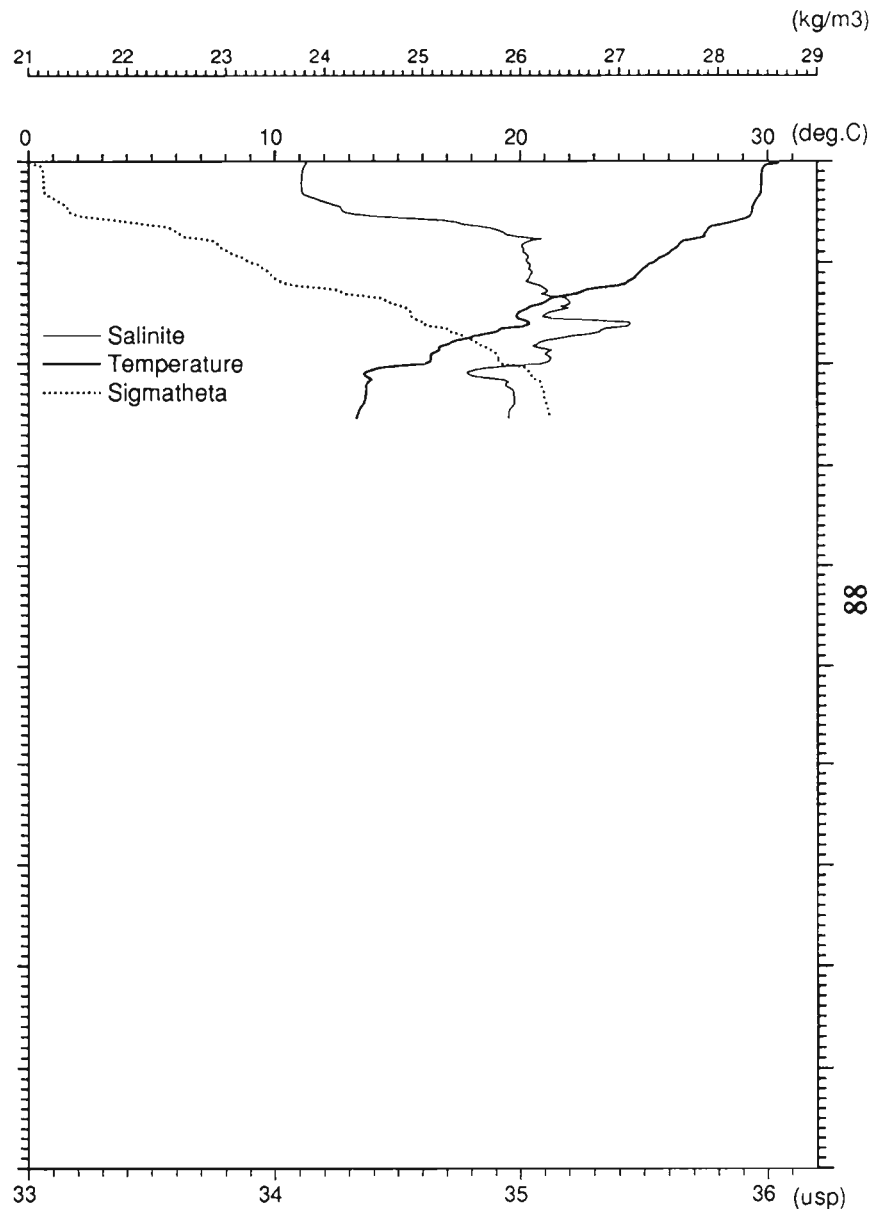 (kg/m3)
21 22 23 24 25 26 27 28 29
0 10 20 30 (deg.C)
Salinite
Temperature
Sigmatheta
88
33 34 35 36 (usp)